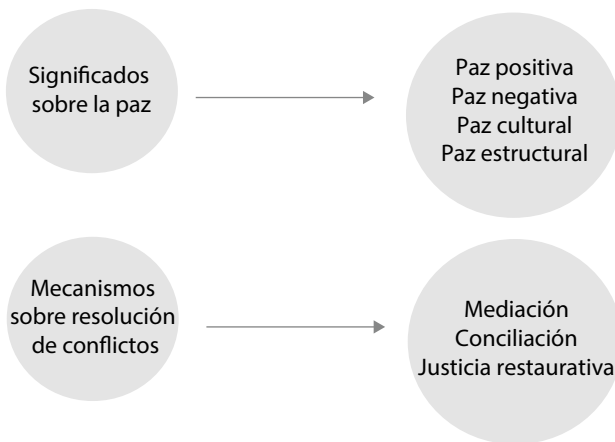 Significados
sobre la paz
Paz positiva
Paz negativa
Paz cultural
Paz estructural
Mecanismos
sobre resolución
de conflictos
Mediación
Conciliación
Justicia restaurativa